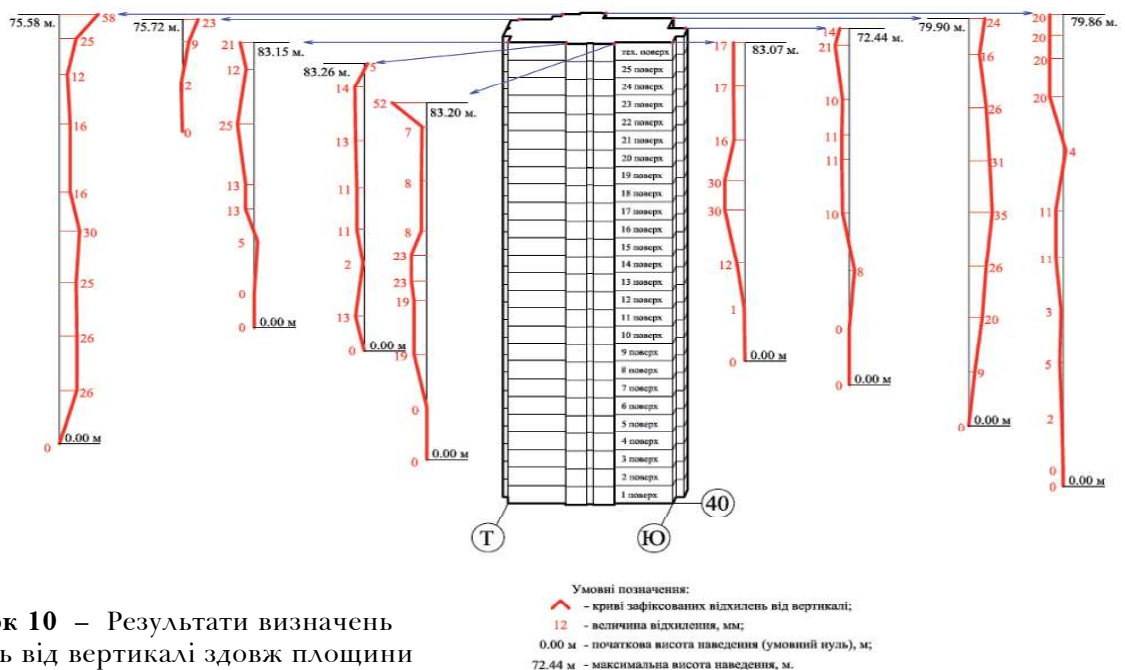 75.58 м.
58
25
12
16
16
30
25
26
26
0
0.00 м
75.72 м.
23
9
2
0
21
83.15 м.
12
25
13
13
5
0
0
0.00 м
83.26 м.
14
13
11
11
2
13
0
0.00 м
52
83.20 м.
7
8
8
23
23
19
19
0
0
0.00 м
тех. поверх
25 поверх
24 поверх
23 поверх
22 поверх
21 поверх
20 поверх
19 поверх
18 поверх
17 поверх
16 поверх
15 поверх
14 поверх
13 поверх
12 поверх
11 поверх
10 поверх
9 поверх
8 поверх
7 поверх
6 поверх
5 поверх
4 поверх
3 поверх
2 поверх
1 поверх
Т
Ю
40
17
83.07 м.
17
16
30
30
12
1
0
0.00 м
14
72.44 м.
21
10
11
11
10
8
0
0
0.00 м
79.90 м.
24
16
26
31
35
26
20
9
0
0.00 м
20
79.86 м.
20
20
20
4
11
11
3
5
2
0
0
0.00 м
Умовні позначення:
- криві зафіксованих відхилень від вертикалі;
12 - величина відхилення, мм;
0.00 м - початкова висота наведення (умовний нуль), м;
72.44 м - максимальна висота наведення, м.
ок 10 – Результати визначень
ь від вертикалі здовж площини